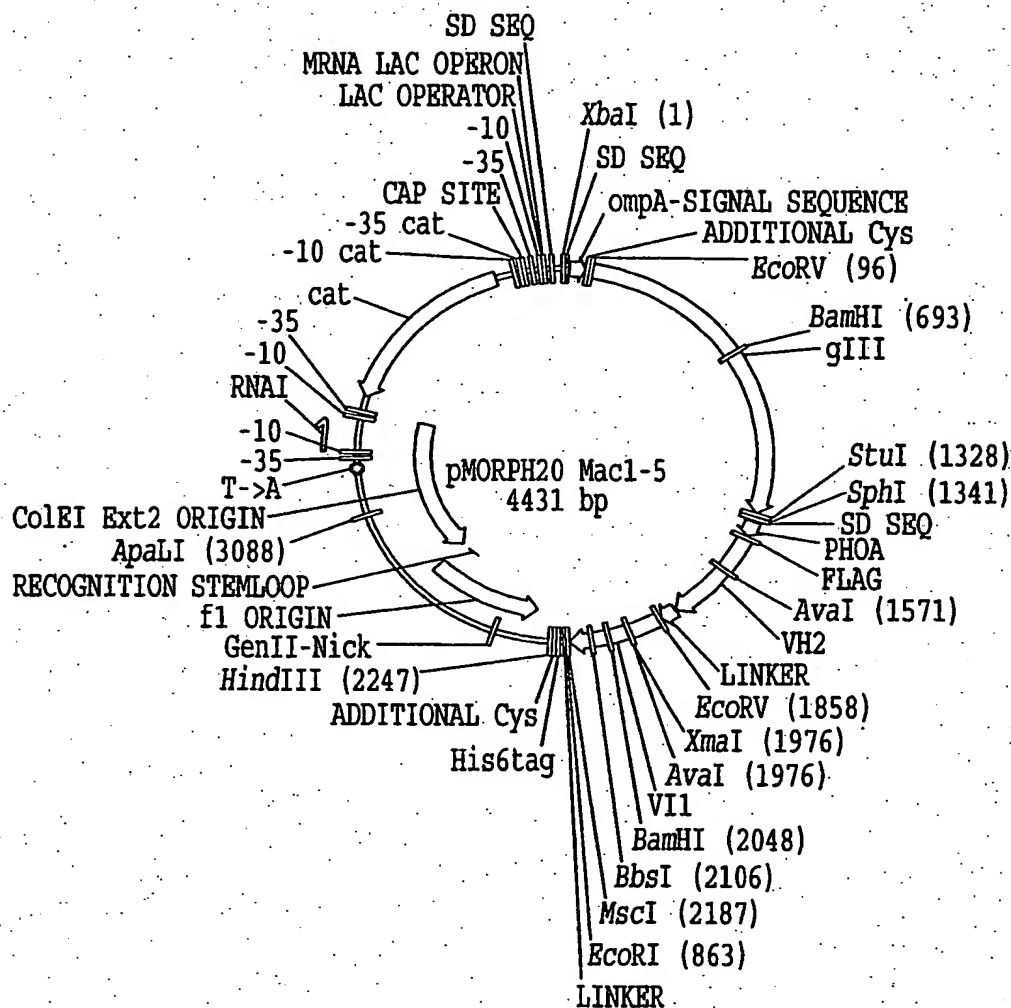 SD SEQ
MRNA LAC OPERON
LAC OPERATOR
-10
-35
CAP SITE
-35 cat
-10 cat
cat
-35
-10
RNAI
-10
-35
T->A
ColEI Ext2 ORIGIN
ApaLI (3088)
RECOGNITION STEMLOOP
f1 ORIGIN
GenII-Nick
HindIII (2247)
ADDITIONAL Cys
His6tag
XbaI (1)
SD SEQ
ompA-SIGNAL SEQUENCE
ADDITIONAL Cys
EcoRV (96)
BamHI (693)
gIII
StuI (1328)
SphI (1341)
SD SEQ
PHOA
FLAG
AvaI (1571)
VH2
LINKER
EcoRV (1858)
XmaI (1976)
AvaI (1976)
VI1
BamHI (2048)
BbsI (2106)
MscI (2187)
EcoRI (863)
LINKER
pMORPH20 Mac1-5
4431 bp